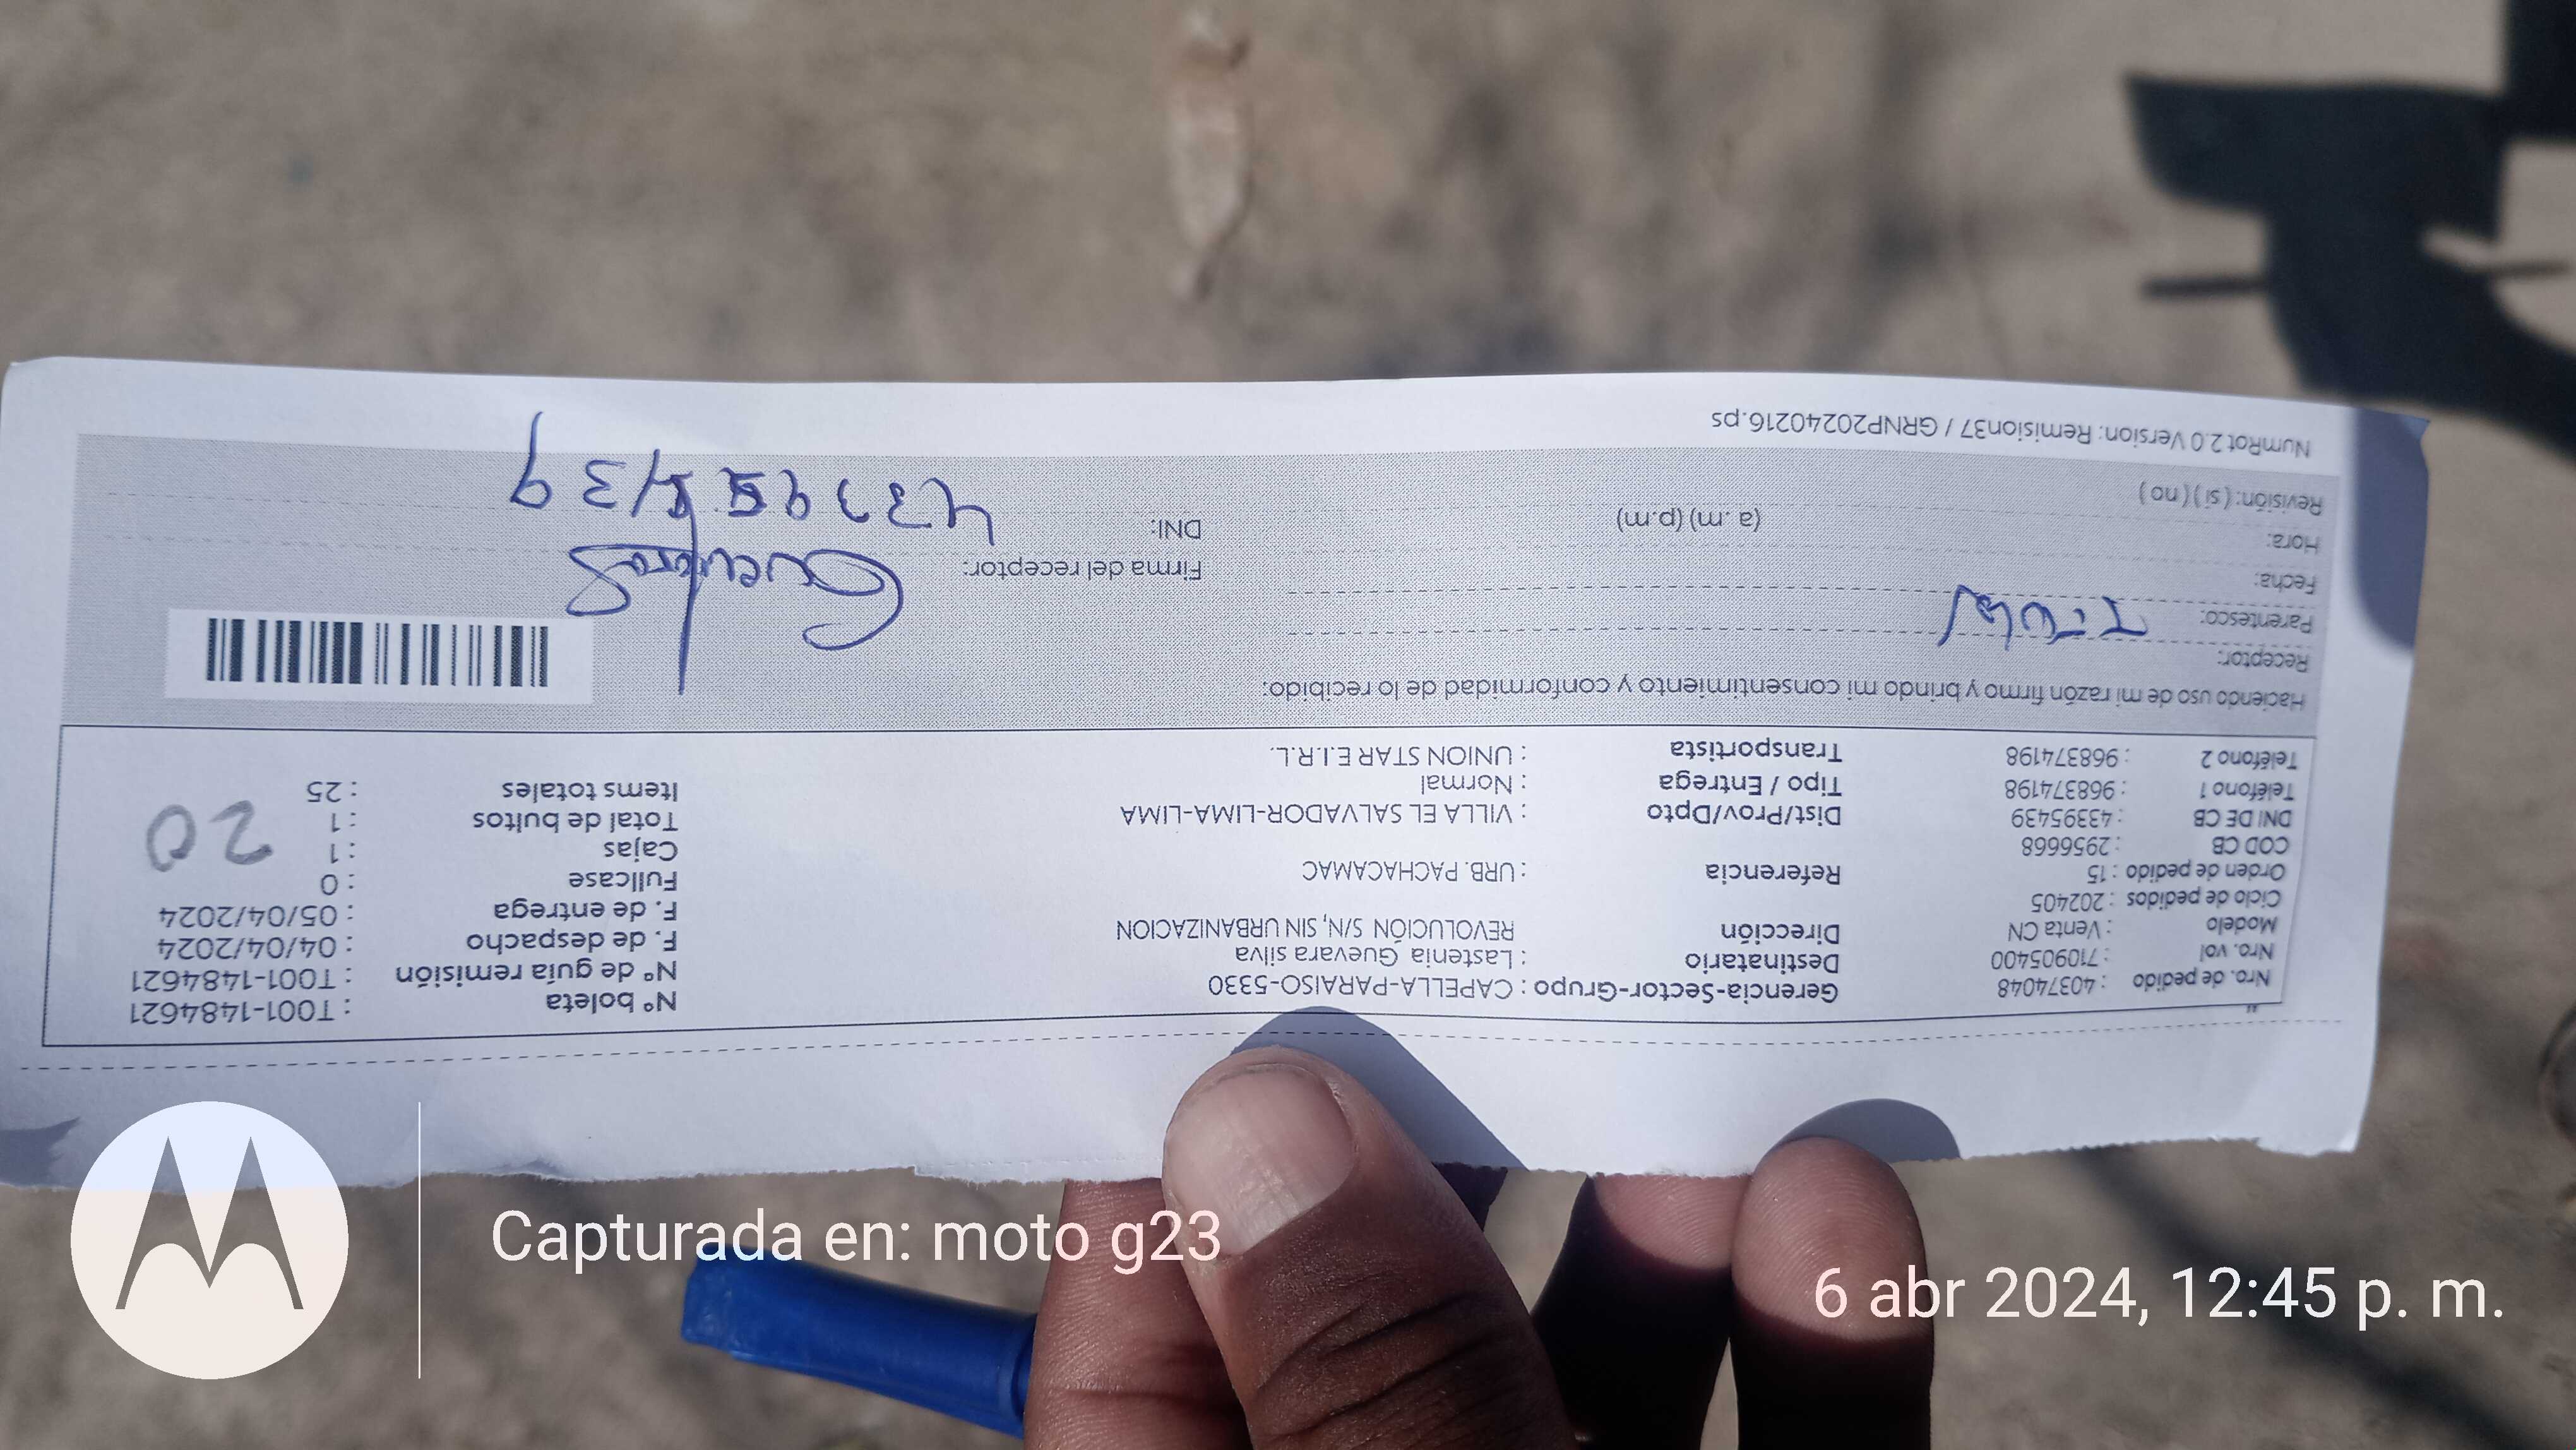 Nro. de pedido : 40374048
Nro. vol : 710905400
Modelo : Venta CN
Ciclo de pedidos : 202405
Orden de pedido : 15
COD CB : 2956668
DNI DE CB : 43395439
Teléfono 1 : 968374198
Teléfono 2 : 968374198
Gerencia-Sector-Grupo : CAPELLA-PARAISO-5330
Destinatario : Lastenia Guevara silva
Dirección REVOLUCIÓN S/N, SIN URBANIZACION
Referencia : URB. PACHACAMAC
Dist/Prov/Dpto : VILLA EL SALVADOR-LIMA-LIMA
Tipo / Entrega : Normal
Transportista : UNION STAR E.I.R.L.
N° boleta : T001-1484621
N° de guía remisión : T001-1484621
F. de despacho : 04/04/2024
F. de entrega : 05/04/2024
Fullcase : 0
Cajas : 1
Total de bultos : 1
Items totales : 25
20
Haciendo uso de mi razón firmo y brindo mi consentimiento y conformidad de lo recibido:
Receptor:
Parentesco:
Fecha:
Hora: (a .m) (p.m)
Revisión: ( si ) ( no )
Firma del receptor:
DNI:
NumRot 2.0 Version: Remision37 / GRNP20240216.ps
Capturada en: moto g23
6 abr 2024, 12:45 p. m.